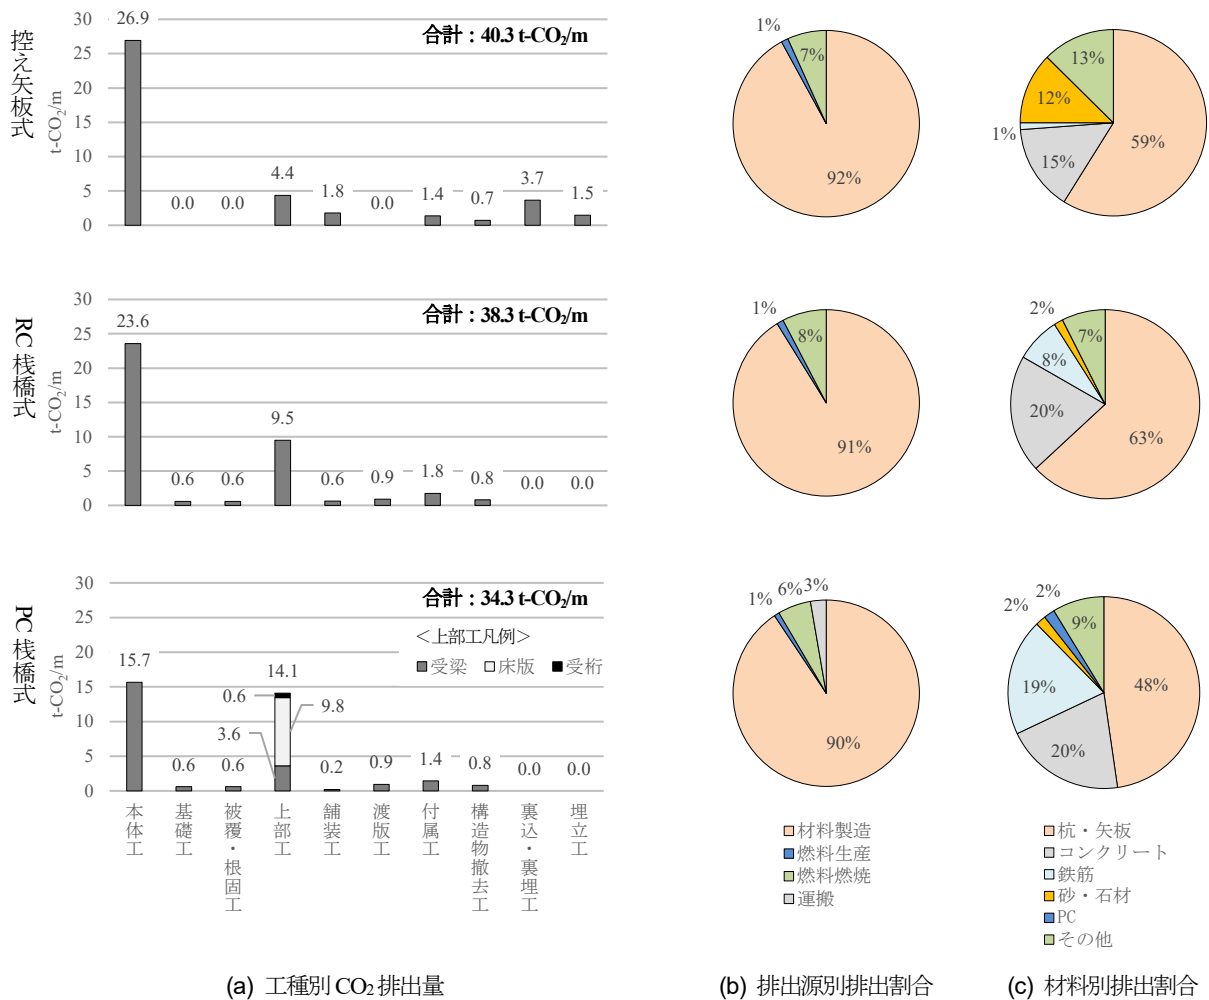 控え矢板式
t-CO₂/m
30
25
20
15
10
5
0
26.9
0.0
0.0
4.4
1.8
0.0
1.4
0.7
3.7
1.5
合計：40.3 t-CO₂/m
1%
7%
92%
13%
12%
1%
15%
59%
RC 桟橋式
t-CO₂/m
30
25
20
15
10
5
0
23.6
0.6
0.6
9.5
0.6
0.9
1.8
0.8
0.0
0.0
合計：38.3 t-CO₂/m
1%
8%
91%
2%
7%
8%
20%
63%
PC 桟橋式
t-CO₂/m
30
25
20
15
10
5
0
合計：34.3 t-CO₂/m
＜上部工凡例＞
受梁 床版 受桁
15.7
0.6
0.6
14.1
0.6
9.8
3.6
0.2
0.9
1.4
0.8
0.0
0.0
本体工
基礎工
被覆・根固工
上部工
舗装工
渡版工
付属工
構造物撤去工
裏込・裏埋工
埋立工
1%
6%
3%
90%
2%
2%
9%
19%
20%
48%
材料製造
燃料生産
燃料燃焼
運搬
杭・矢板
コンクリート
鉄筋
砂・石材
PC
その他
(a) 工種別 CO₂ 排出量
(b) 排出源別排出割合
(c) 材料別排出割合